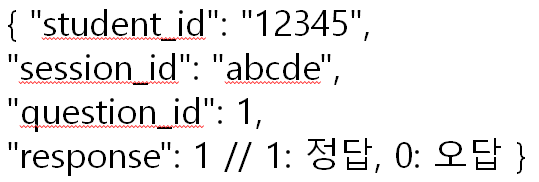 { "student_id": "12345",
"session_id": "abcde",
"question_id": 1,
"response": 1 // 1: 정답, 0: 오답 }